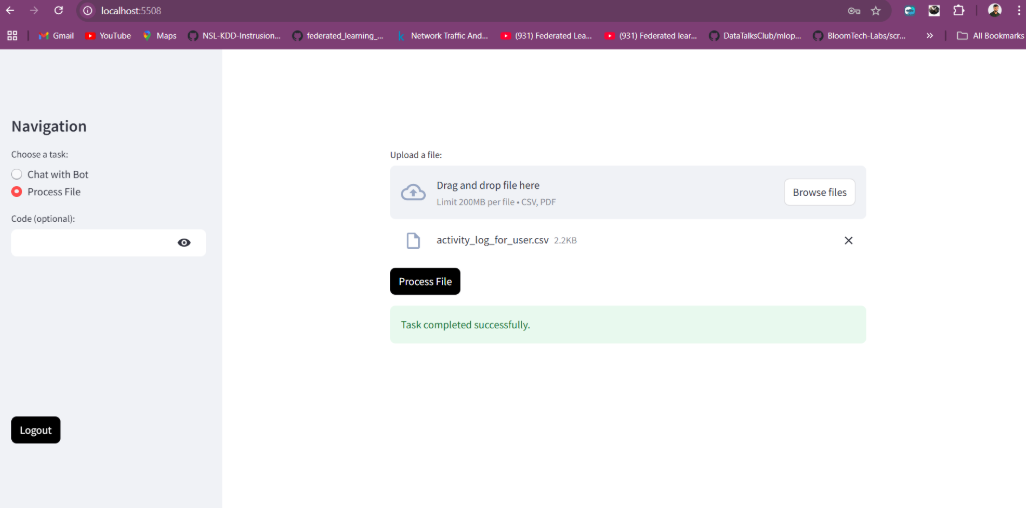 localhost:5508
Gmail YouTube Maps NSL-KDD-Instrusion... federated_learning_... Network Traffic And... (931) Federated Lea... (931) Federated lear... DataTalksClub/mlop... BloomTech-Labs/scr... » All Bookmarks
Navigation
Choose a task:
Chat with Bot
Process File
Code (optional):
Logout
Upload a file:
Drag and drop file here
Limit 200MB per file • CSV, PDF
Browse files
activity_log_for_user.csv 2.2KB
Process File
Task completed successfully.